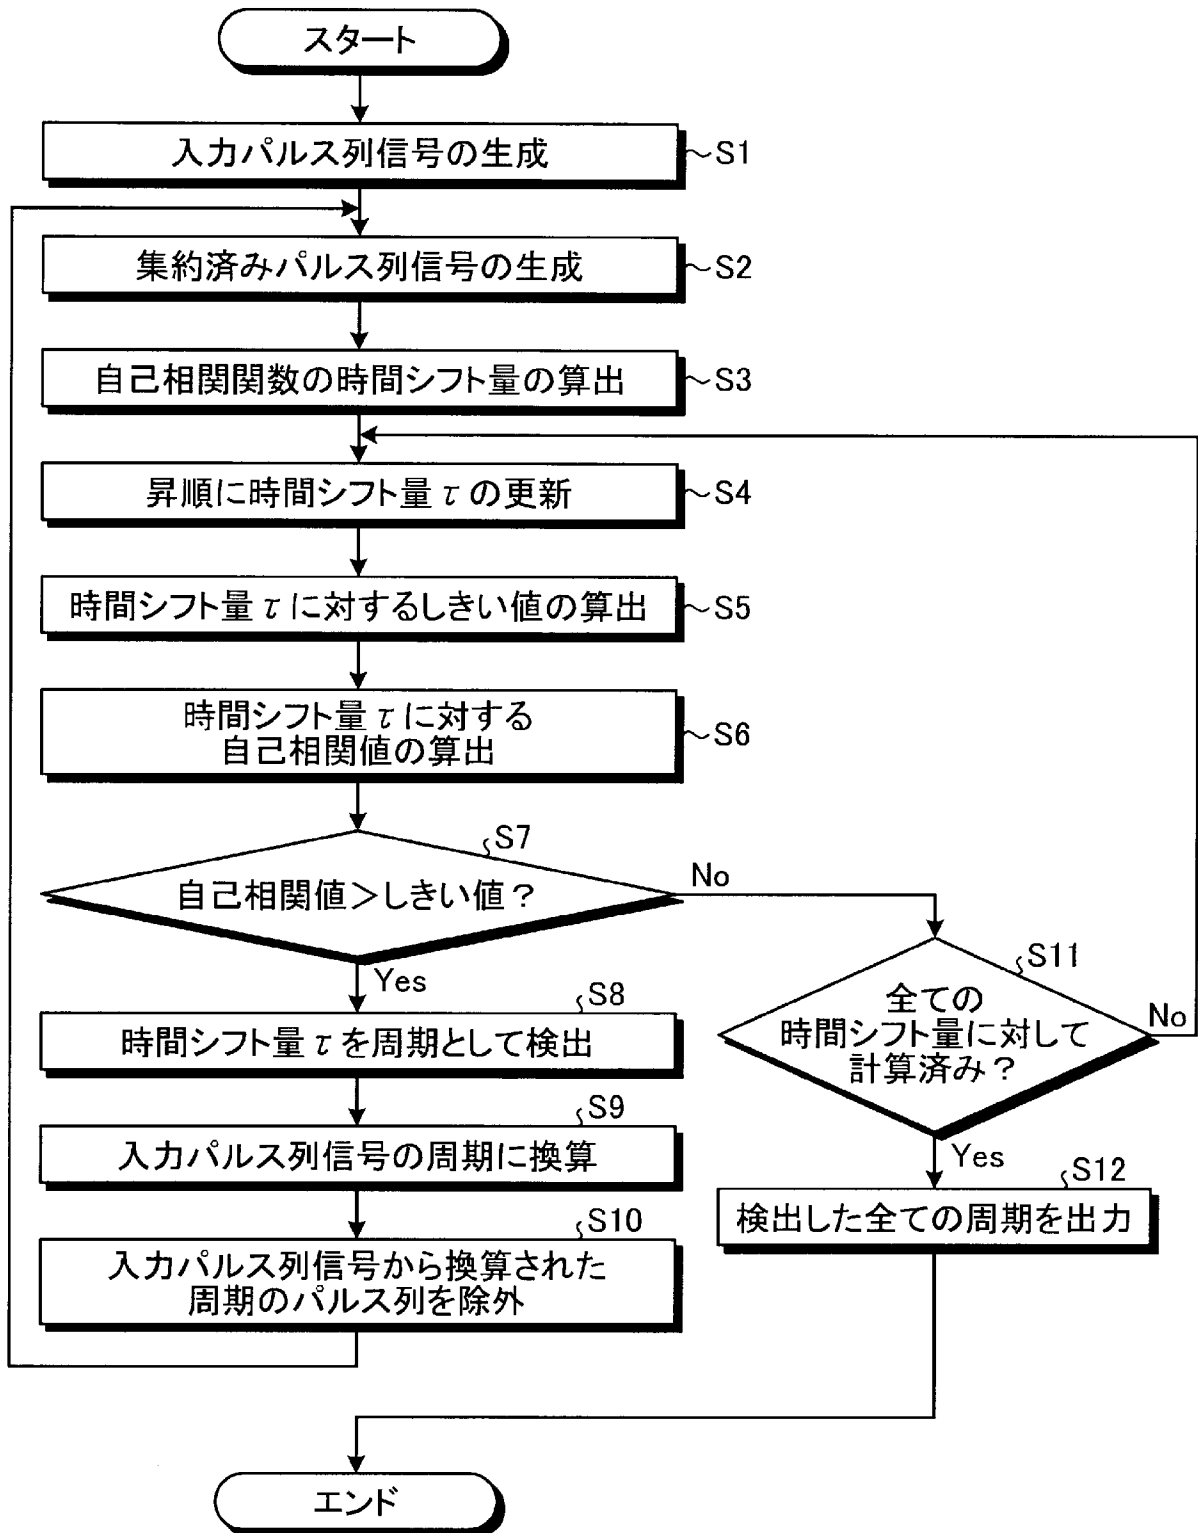 スタート
入力パルス列信号の生成
S1
集約済みパルス列信号の生成
S2
自己相関関数の時間シフト量の算出
S3
昇順に時間シフト量τの更新
S4
時間シフト量τに対するしきい値の算出
S5
時間シフト量τに対する
自己相関値の算出
S6
S7
自己相関値>しきい値?
No
Yes
S8
時間シフト量τを周期として検出
S9
入力パルス列信号の周期に換算
S10
入力パルス列信号から換算された
周期のパルス列を除外
S11
全ての
時間シフト量に対して
計算済み?
No
Yes
S12
検出した全ての周期を出力
エンド